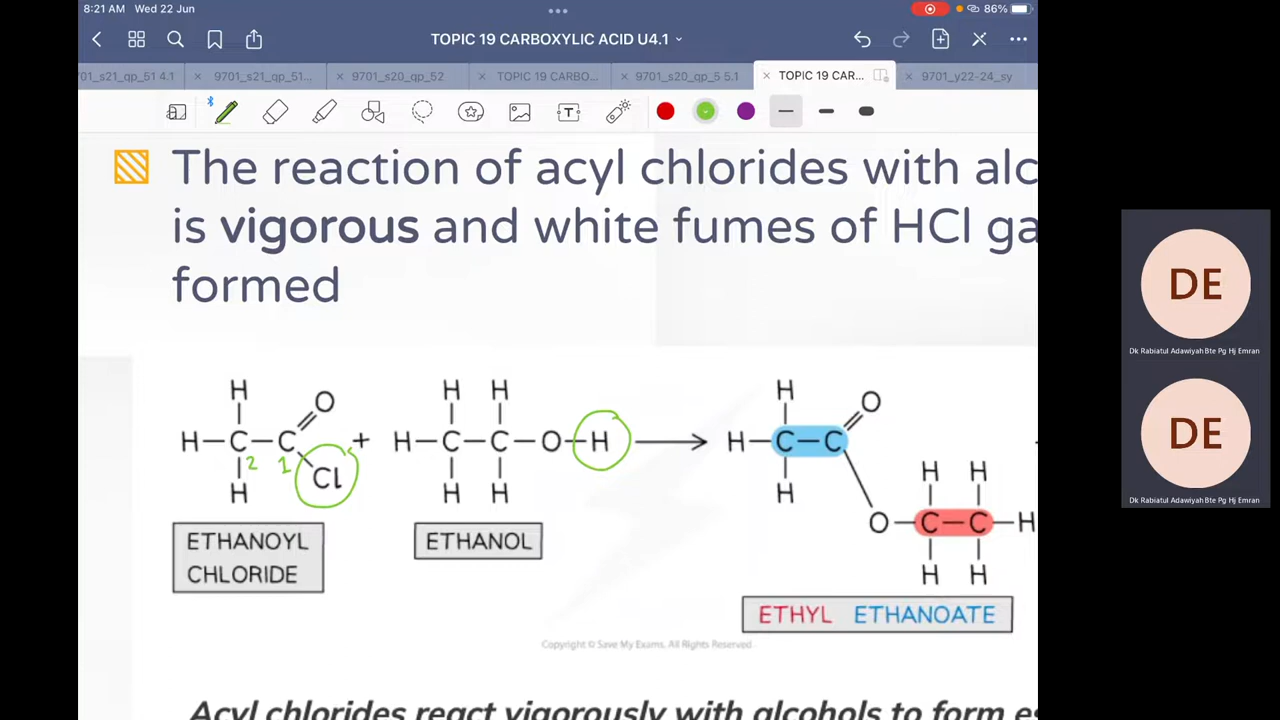 8:21 AM Wed 22 Jun
86%
TOPIC 19 CARBOXYLIC ACID U4.1
701_s21_qp_51 4.1
9701_s21_qp_51...
9701_s20_qp_52
TOPIC 19 CARBO...
9701_s20_qp_5 5.1
TOPIC 19 CAR...
9701_y22-24_sy
The reaction of acyl chlorides with alc
is vigorous and white fumes of HCl ga
formed
H H H H
O O
H–C–C + H–C–C–O–H H–C–C
2 1
Cl
H H H H
H H
O–C–C–H
H H
ETHANOYL
CHLORIDE
ETHANOL
ETHYL ETHANOATE
Copyright © Save My Exams. All Rights Reserved.
Acyl chlorides react vigorously with alcohols to form es
DE
Dk Rabiatul Adawiyah Bte Pg Hj Emran
DE
Dk Rabiatul Adawiyah Bte Pg Hj Emran